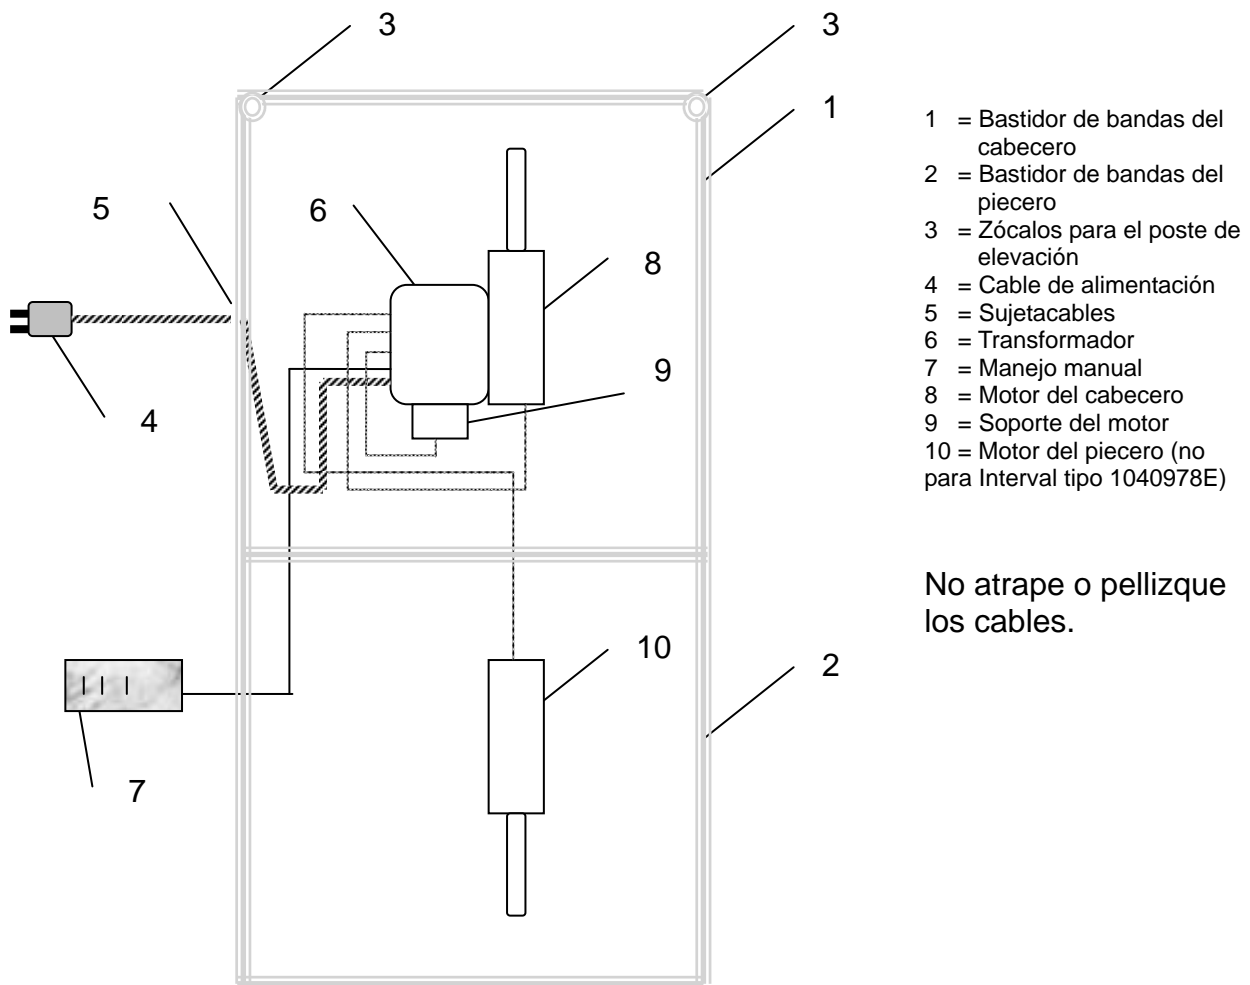 3
3
1
5
6
8
9
4
10
2
7
1 = Bastidor de bandas del
cabecero
2 = Bastidor de bandas del
piecero
3 = Zócalos para el poste de
elevación
4 = Cable de alimentación
5 = Sujetacables
6 = Transformador
7 = Manejo manual
8 = Motor del cabecero
9 = Soporte del motor
10 = Motor del piecero (no
para Interval tipo 1040978E)
No atrape o pellizque
los cables.